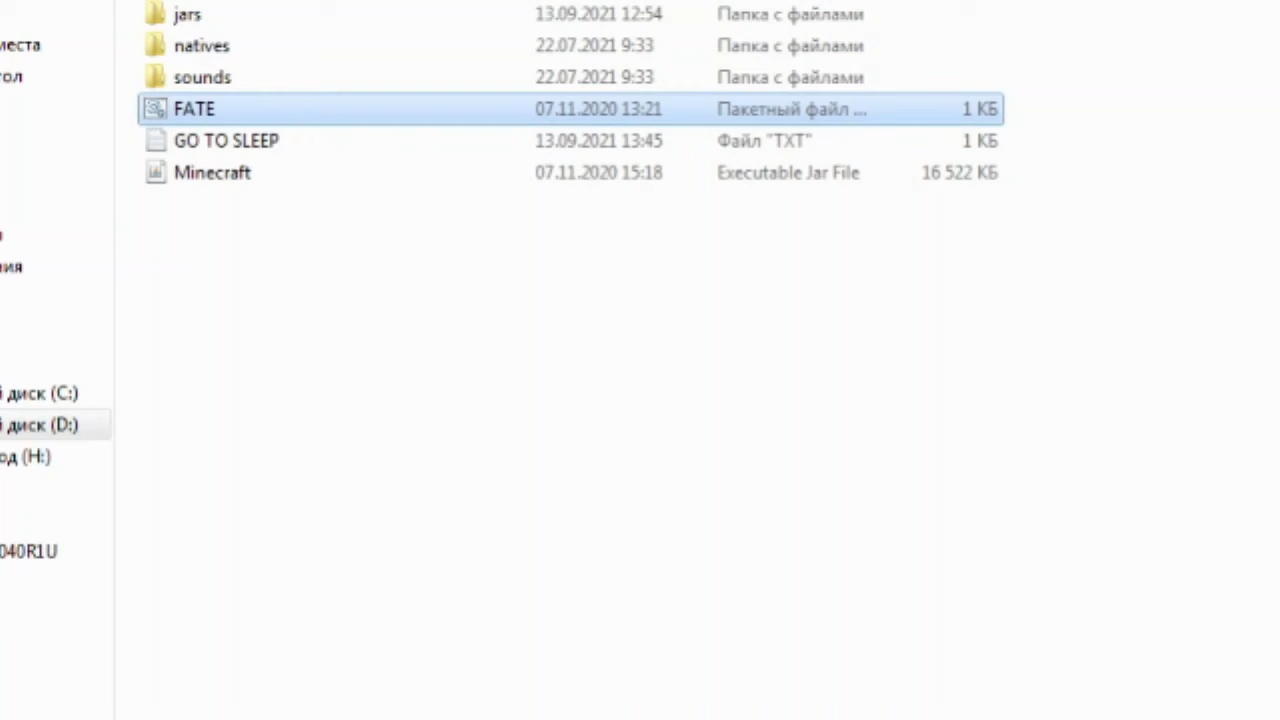 jars 13.09.2021 12:54 Папка с файлами
места natives 22.07.2021 9:33 Папка с файлами
тол sounds 22.07.2021 9:33 Папка с файлами
FATE 07.11.2020 13:21 Пакетный файл ... 1 КБ
GO TO SLEEP 13.09.2021 13:45 Файл "TXT" 1 КБ
Minecraft 07.11.2020 15:18 Executable Jar File 16 522 КБ
ния
й диск (C:)
й диск (D:)
од (H:)
040R1U